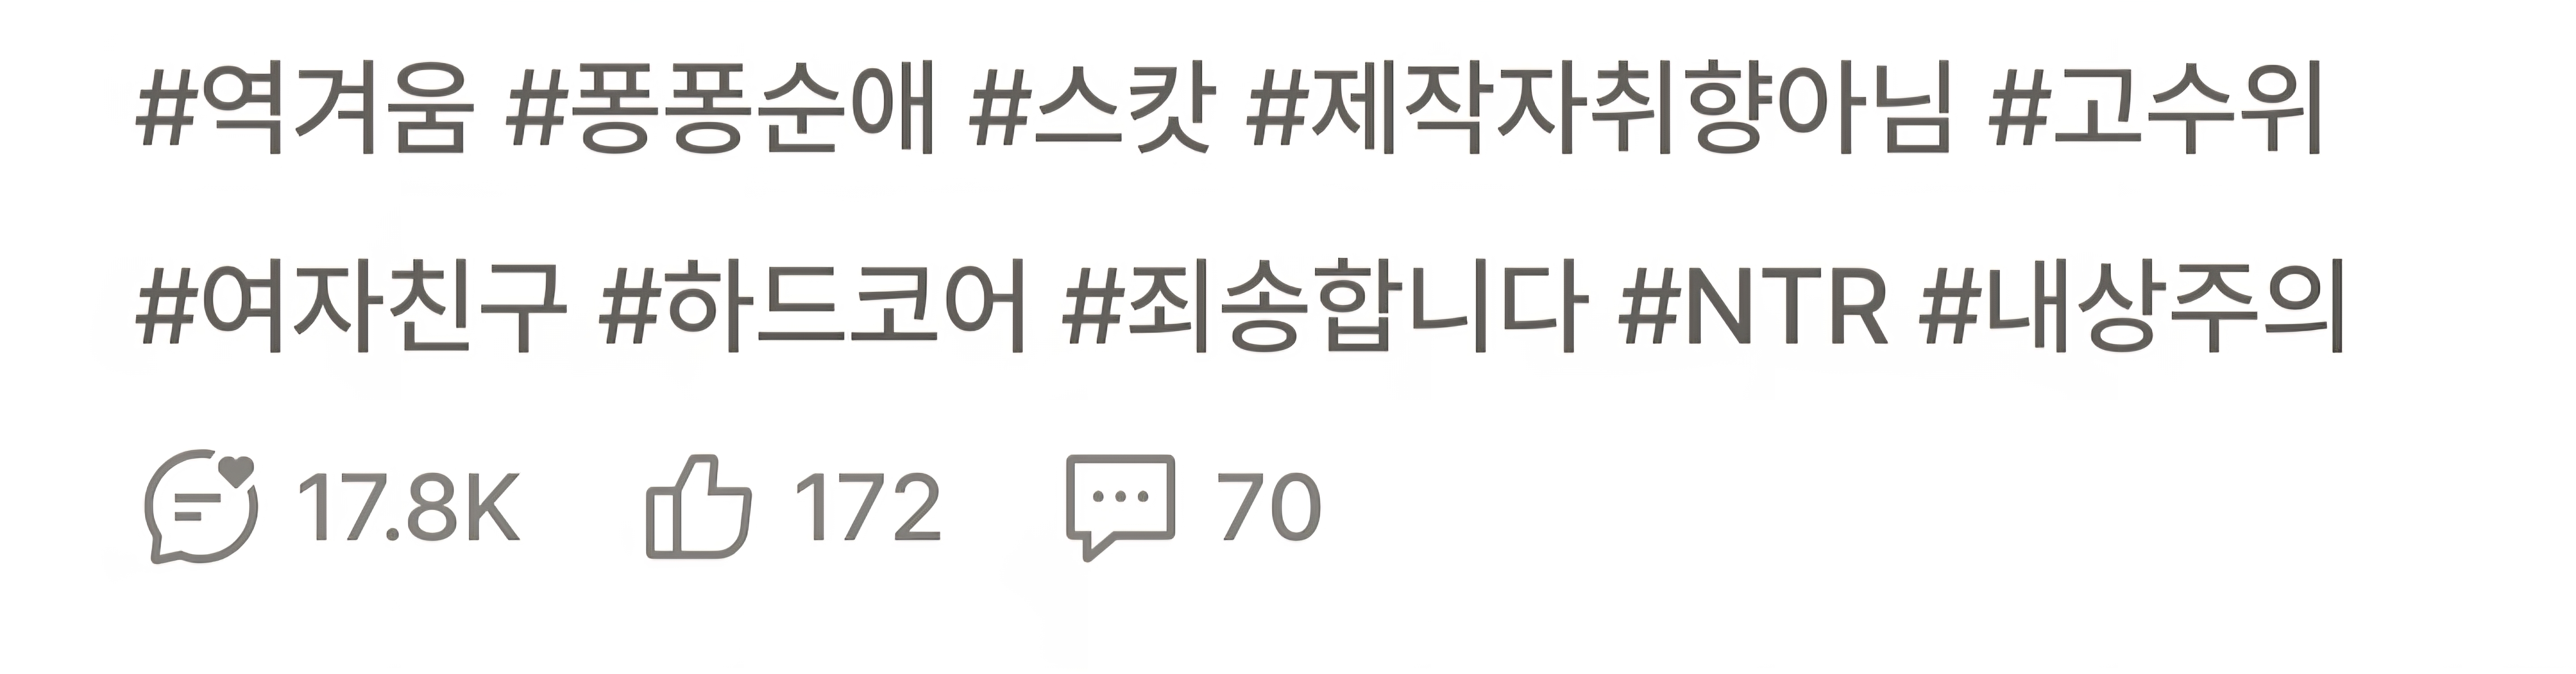 #역겨움 #퐁퐁순애 #스캇 #제작자취향아님 #고수위
#여자친구 #하드코어 #죄송합니다 #NTR #내상주의
17.8K 172 70